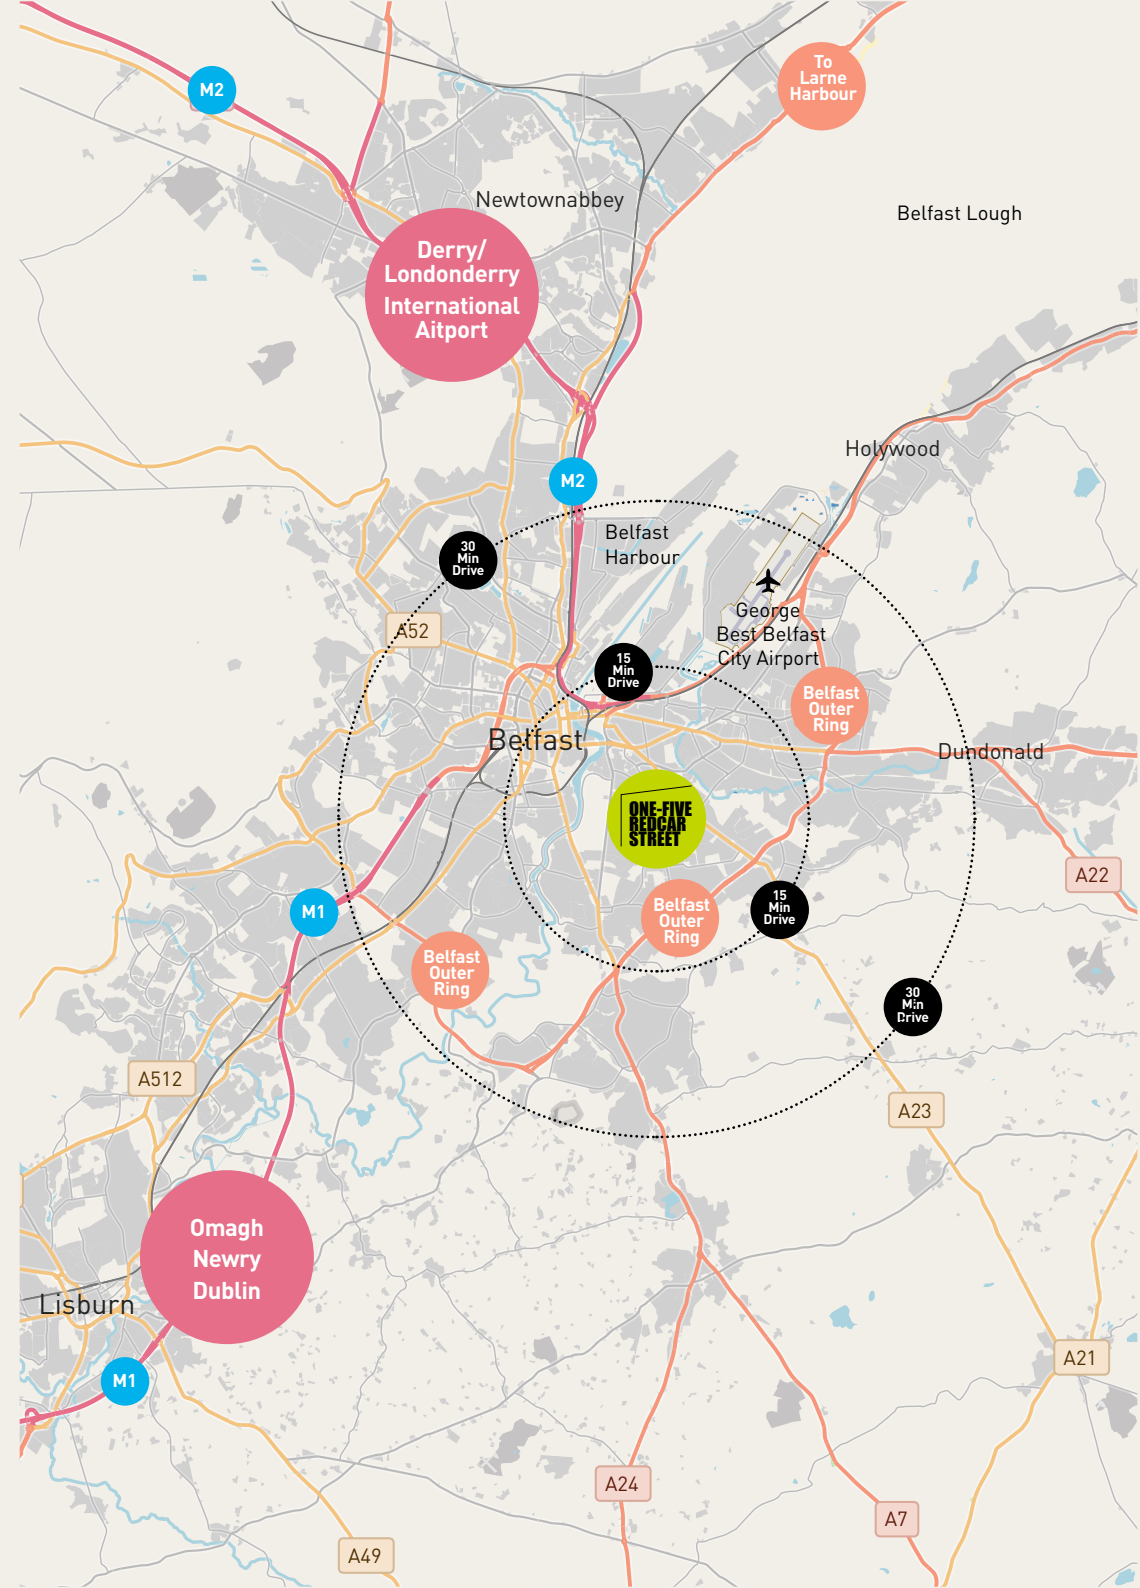 To
Larne
Harbour
M2
Newtownabbey
Belfast Lough
Derry/
Londonderry
International
Aitport
Holywood
M2
Belfast
Harbour
30
Min
Drive
George
Best Belfast
City Airport
A52
15
Min
Drive
Belfast
Outer
Ring
Belfast
Dundonald
ONE-FIVE
REDCAR
STREET
A22
M1
Belfast
Outer
Ring
15
Min
Drive
Belfast
Outer
Ring
30
Min
Drive
A512
A23
Omagh
Newry
Dublin
Lisburn
A21
M1
A24
A7
A49